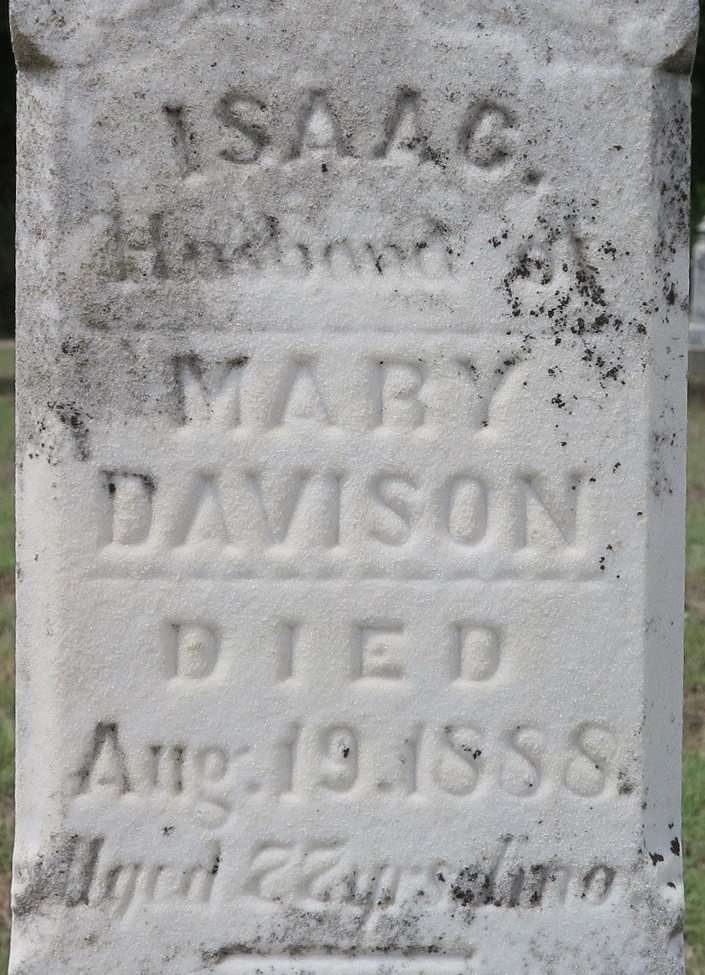 ISAAC,
Husband of
MARY
DAVISON
DIED
Aug. 19. 1888.
Aged